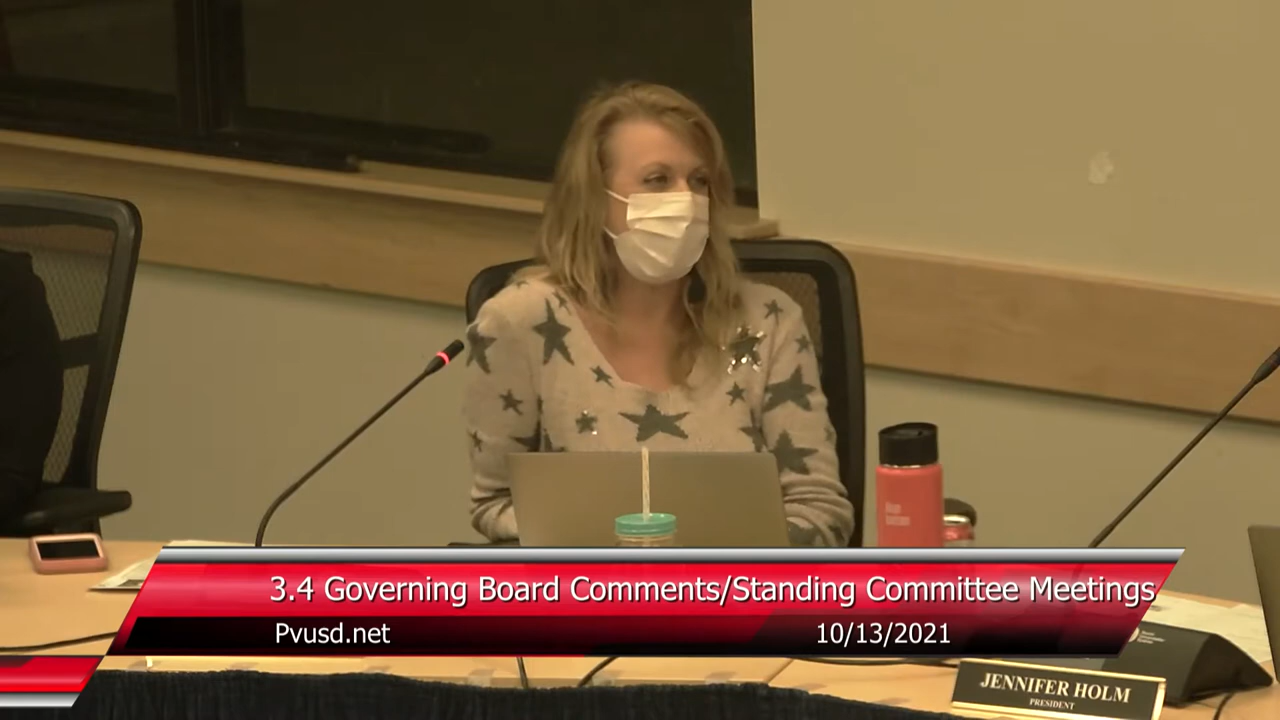 3.4 Governing Board Comments/Standing Committee Meetings
Pvusd.net
10/13/2021
JENNIFER HOLM
PRESIDENT